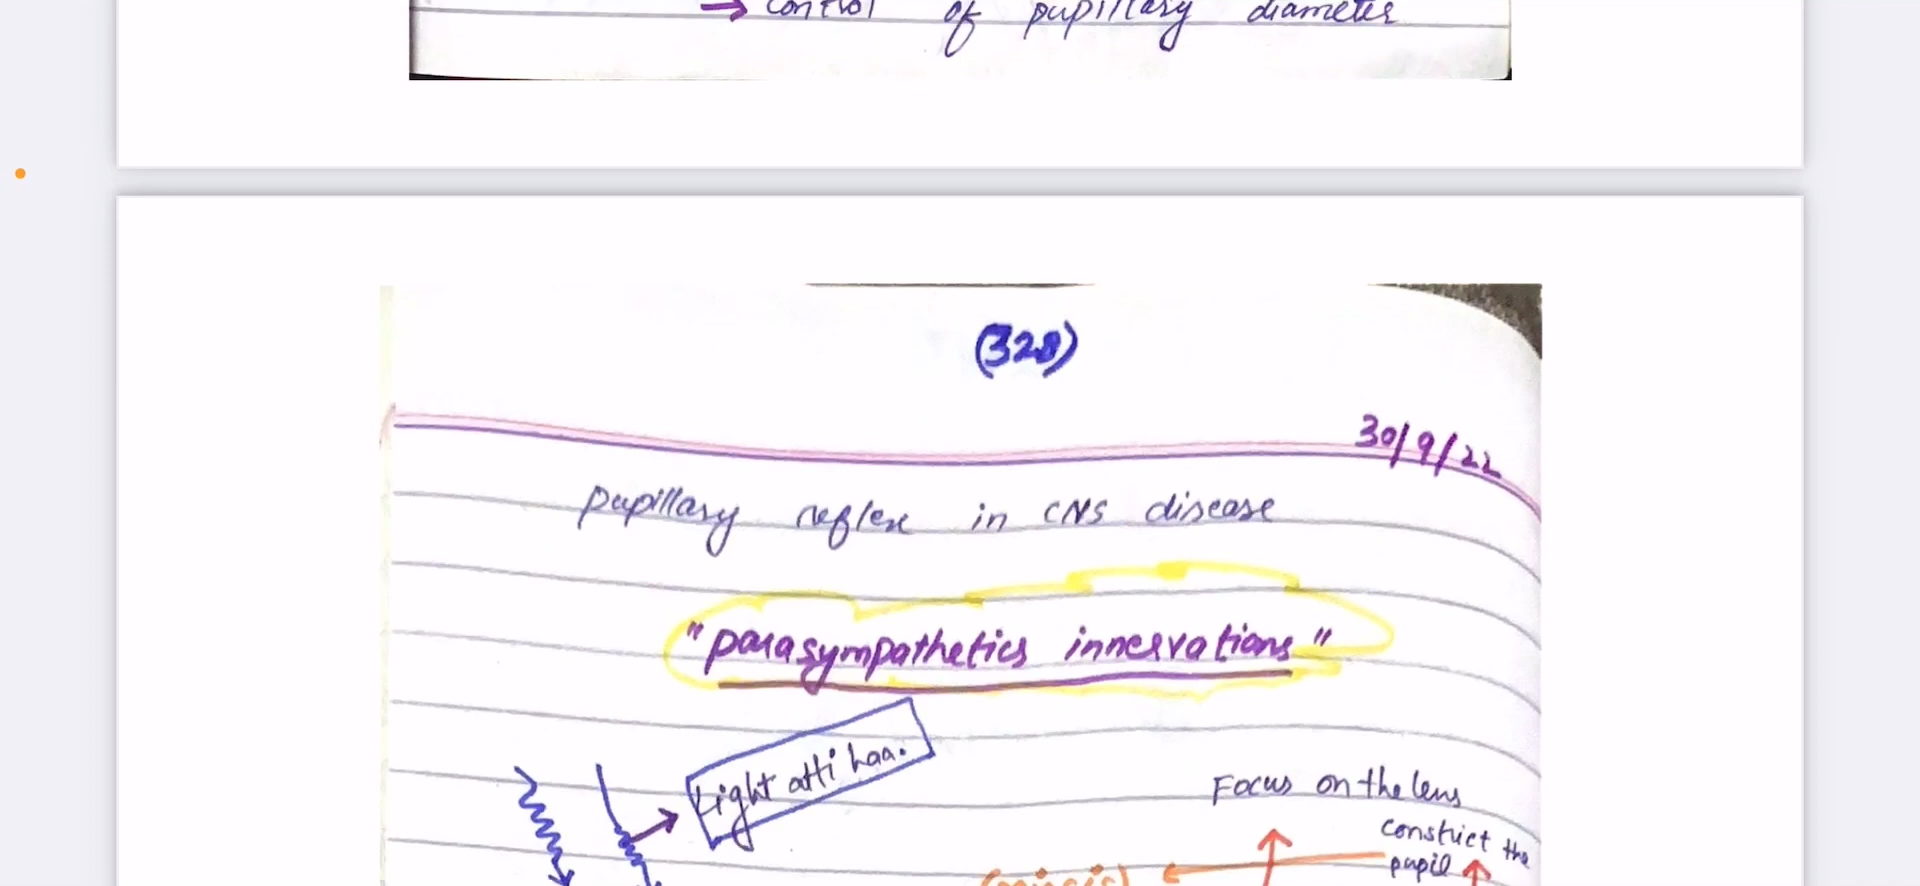 → control of pupillary diameter
(328)
30/9/22
pupillary reflex in CNS disease
"parasympathetics innervations"
Light atti haa.
Focus on the lens
constrict the
pupil
(miosis)